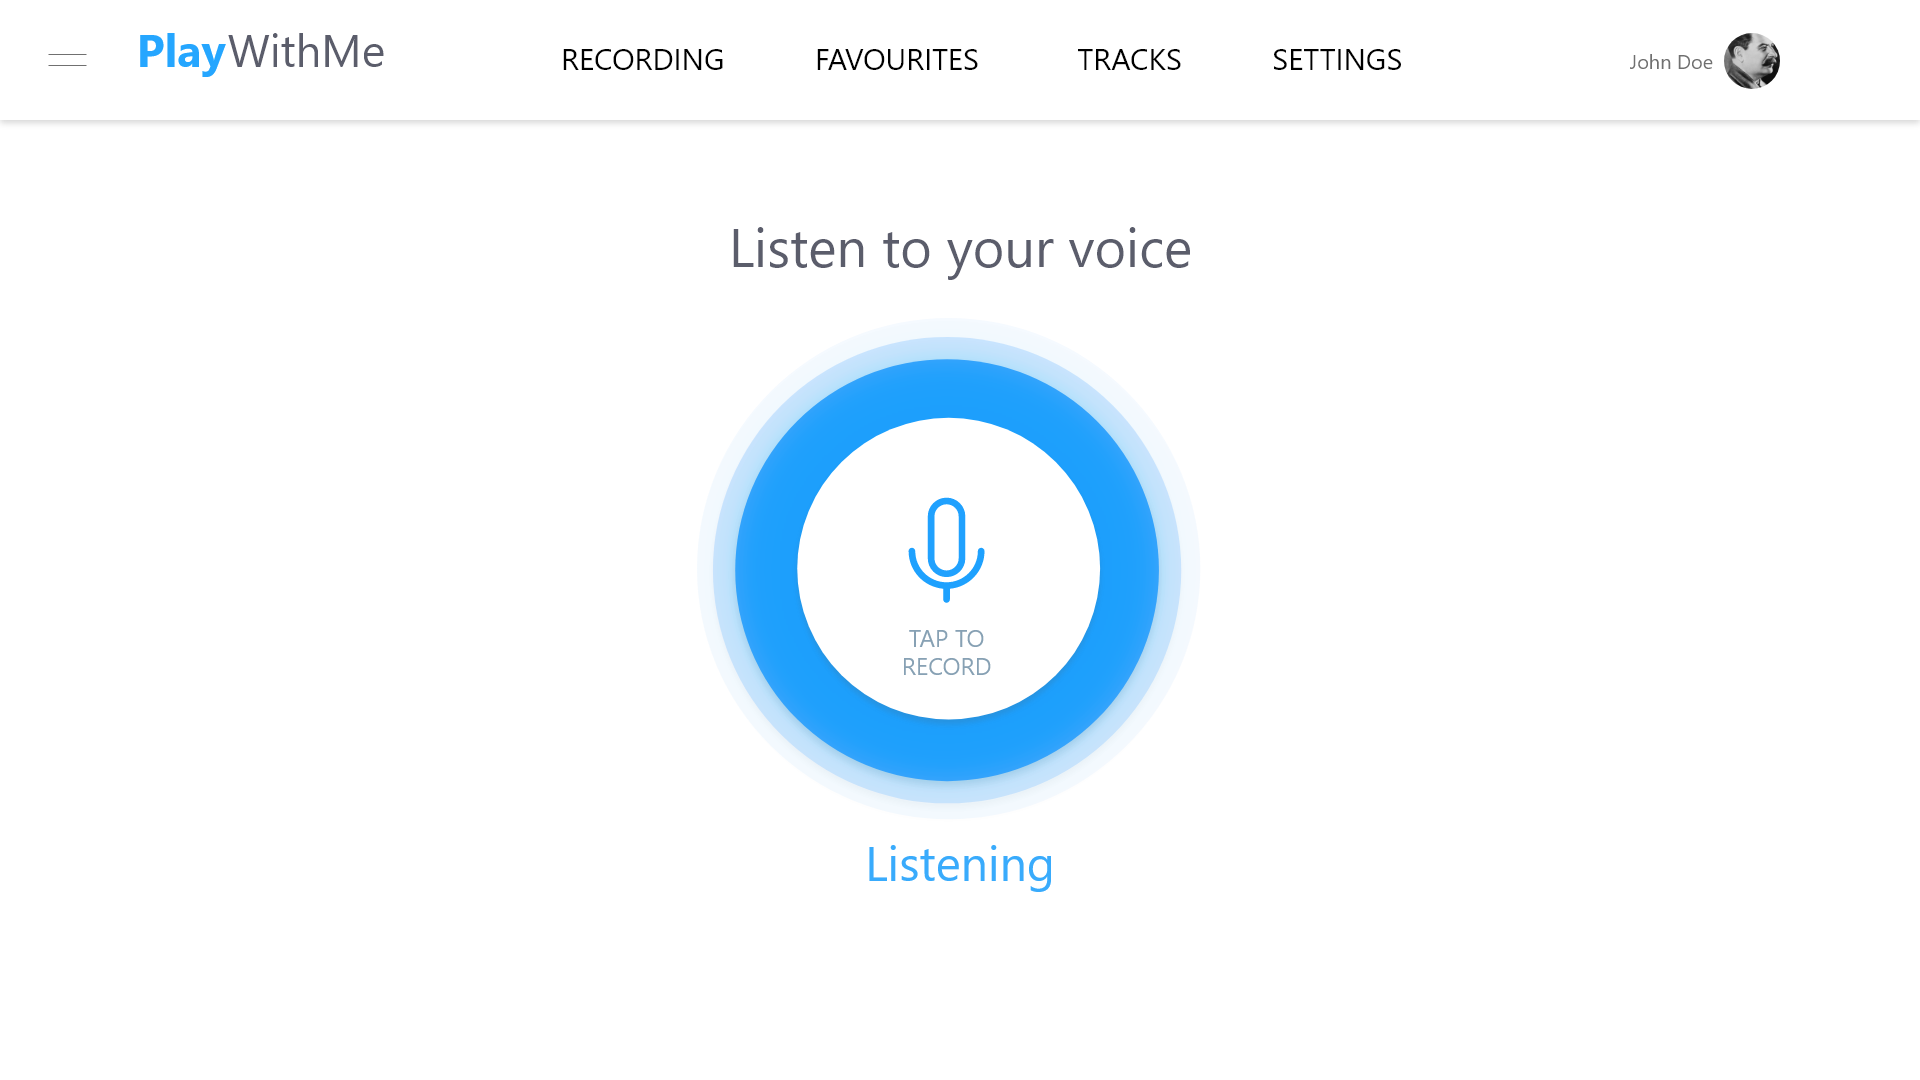 PlayWithMe
RECORDING
FAVOURITES
TRACKS
SETTINGS
John Doe
Listen to your voice
TAP TO
RECORD
Listening